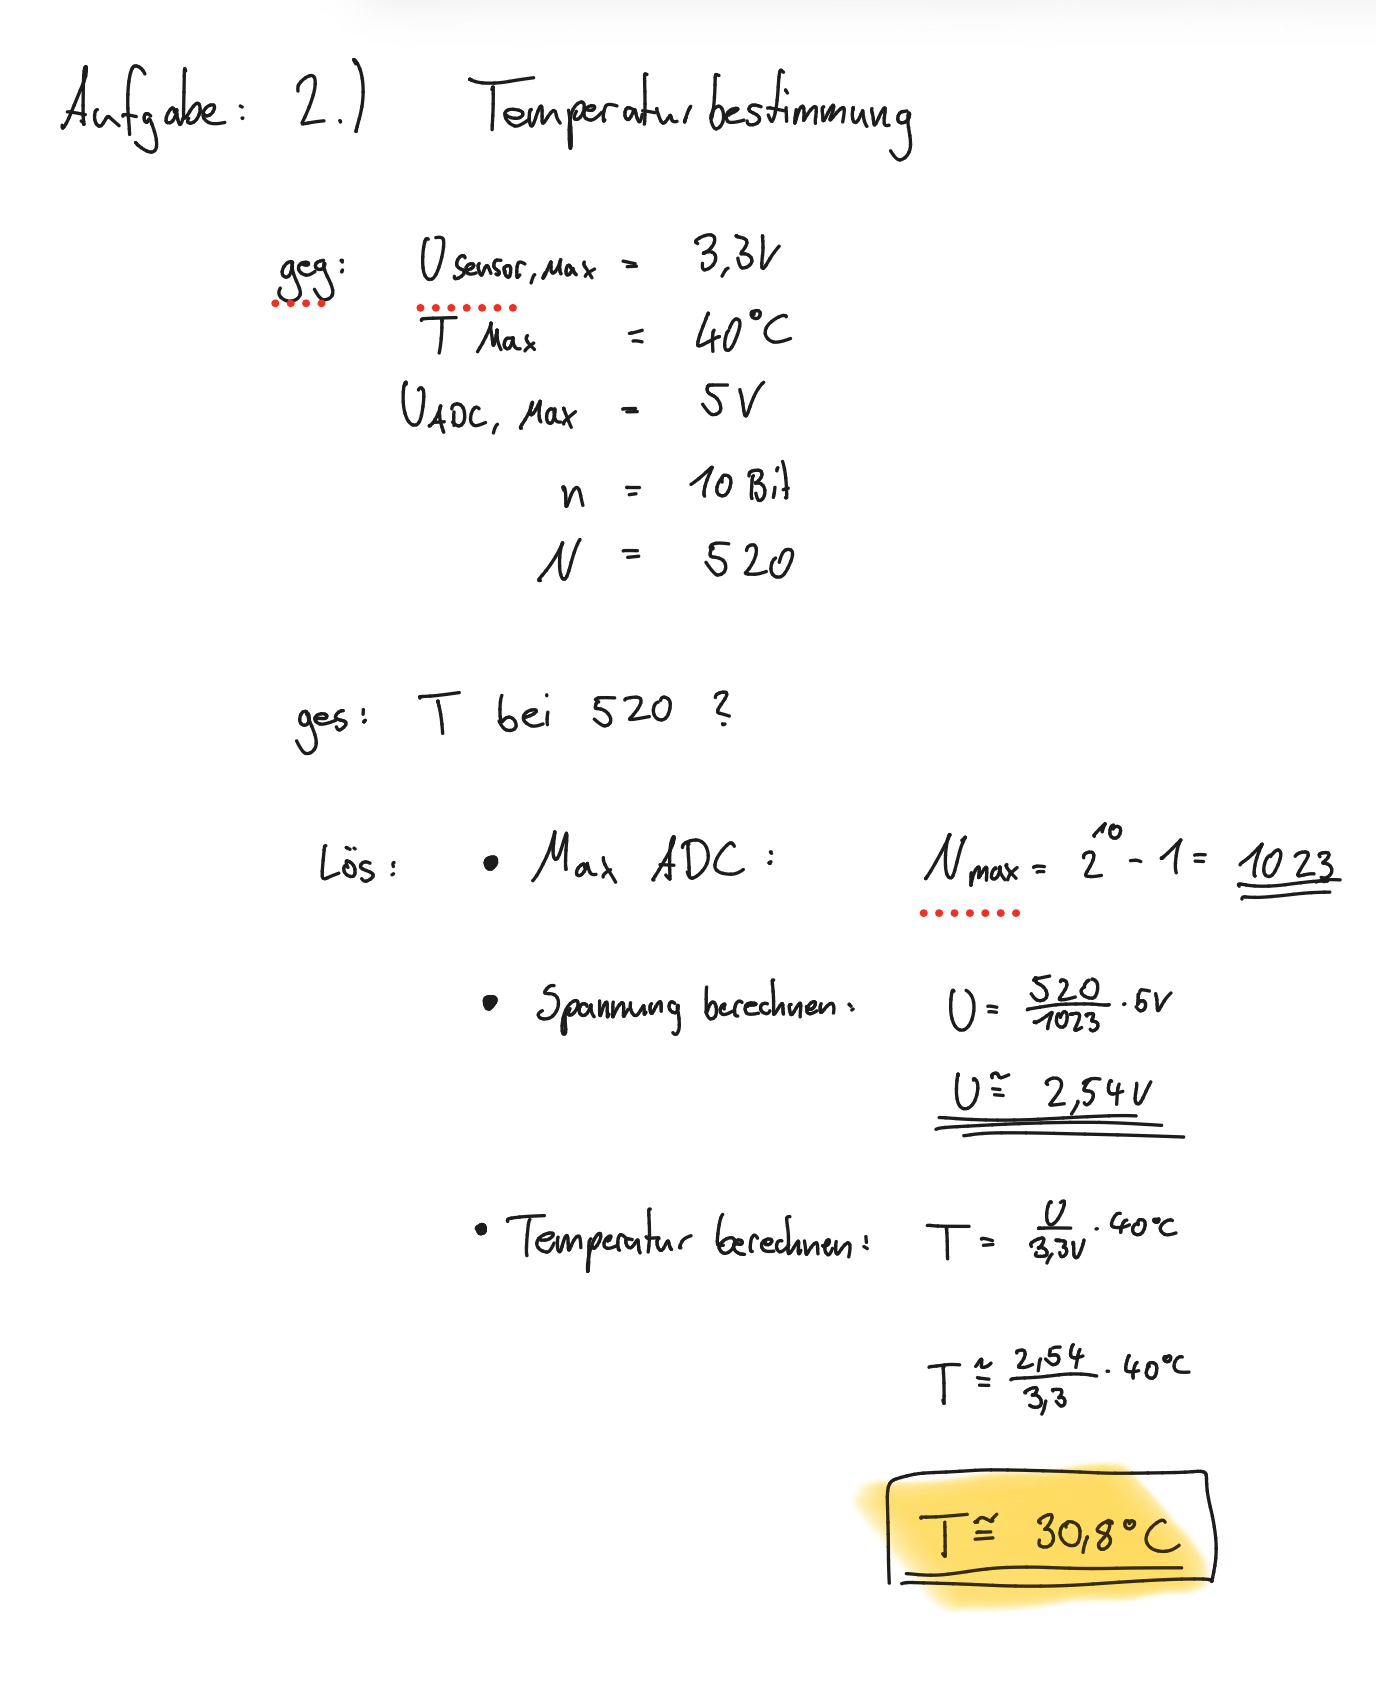 Aufgabe: 2.) Temperaturbestimmung
geg: U Sensor, Max = 3,3V
T Max = 40°C
U ADC, Max = 5V
n = 10 Bit
N = 520
ges: T bei 520 ?
Lös: • Max ADC: N max = 2^10 - 1 = 1023
• Spannung berechnen: U = 520/1023 · 5V
U ≅ 2,54V
• Temperatur berechnen: T = U/3,3V · 40°C
T ≅ 2,54/3,3 · 40°C
T ≅ 30,8°C